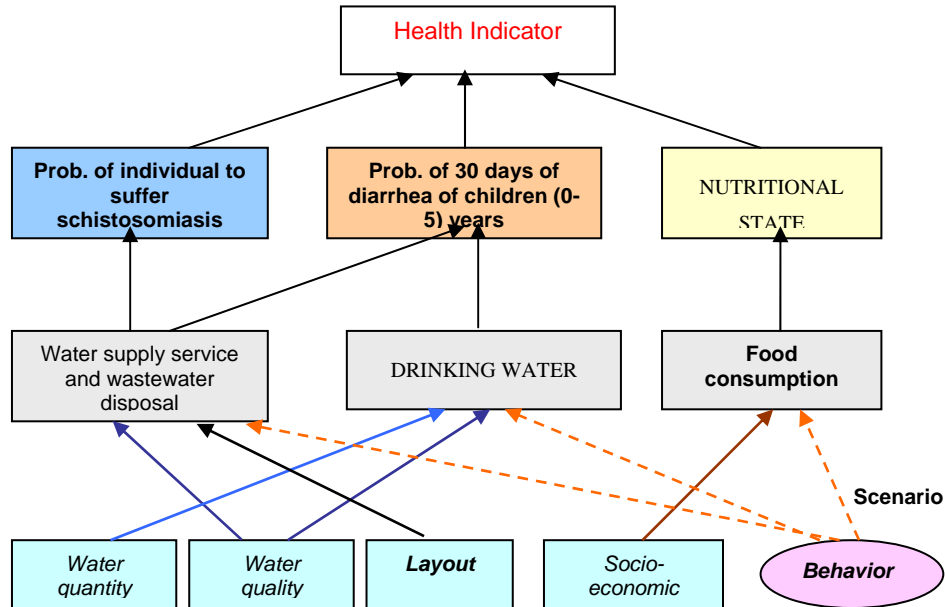 Health Indicator
Prob. of individual to
suffer
schistosomiasis
Prob. of 30 days of
diarrhea of children (0-
5) years
NUTRITIONAL
STATE
Water supply service
and wastewater
disposal
DRINKING WATER
Food
consumption
Scenario
Water
quantity
Water
quality
Layout
Socio-
economic
Behavior